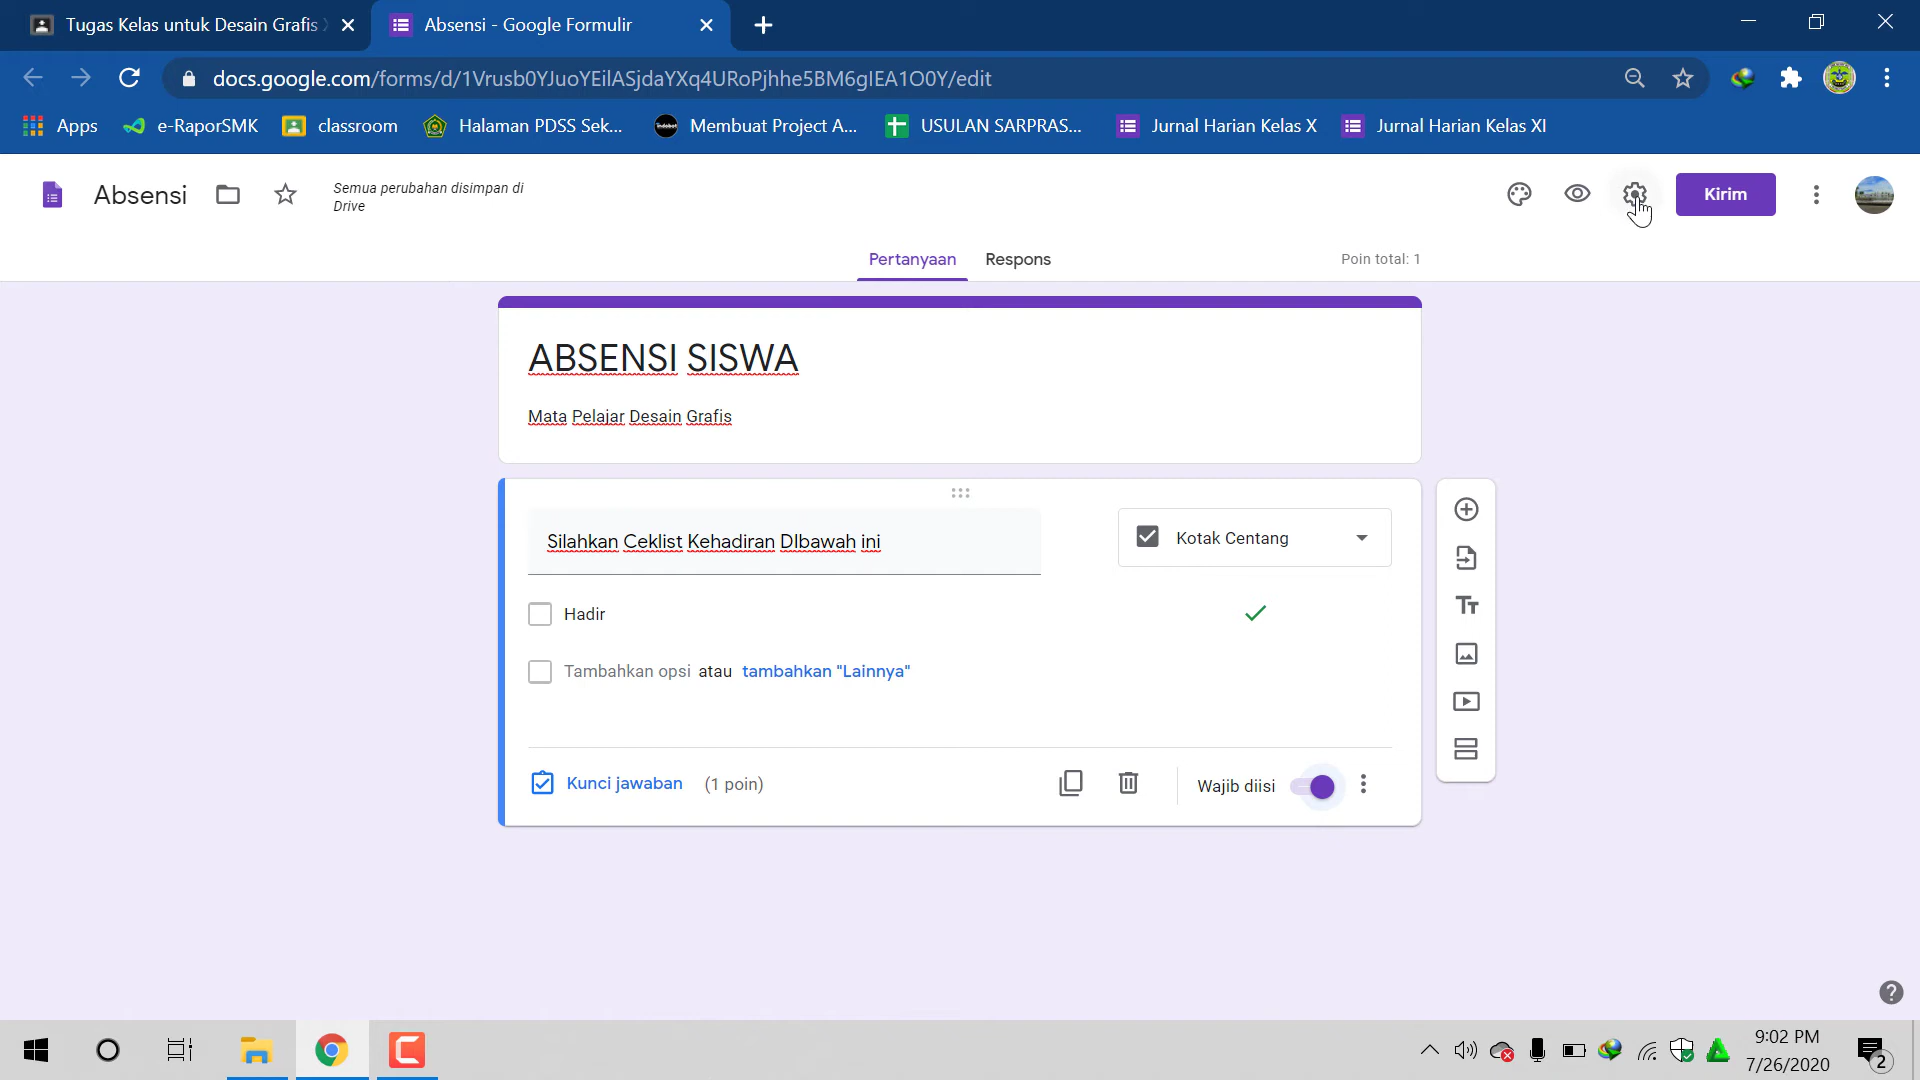 Tugas Kelas untuk Desain Grafis
Absensi - Google Formulir
docs.google.com/forms/d/1Vrusb0YJuoYEilASjdaYXq4URoPjhhe5BM6gIEA1O0Y/edit
Apps e-RaporSMK classroom Halaman PDSS Sek... Membuat Project A... USULAN SARPRAS... Jurnal Harian Kelas X Jurnal Harian Kelas XI
Absensi
Semua perubahan disimpan di
Drive
Kirim
Pertanyaan Respons Poin total: 1
ABSENSI SISWA
Mata Pelajar Desain Grafis
Silahkan Ceklist Kehadiran DIbawah ini
Kotak Centang
Hadir
Tambahkan opsi atau tambahkan "Lainnya"
Kunci jawaban (1 poin)
Wajib diisi
Tт
9:02 PM
7/26/2020
2